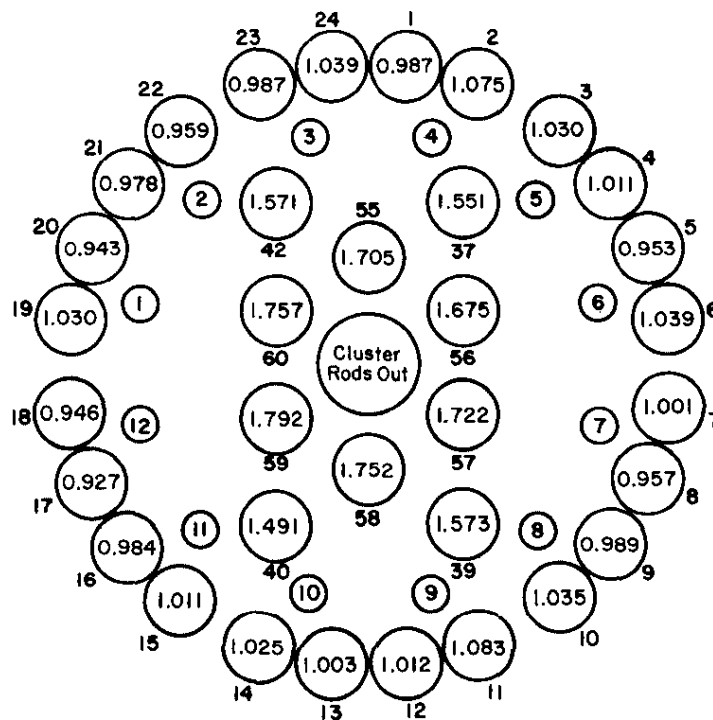 24 1
23 2
0.987 1.039 0.987 1.075
22 3
0.959 3 4 1.030
21 4
0.978 2 1.571 55 1.551 5 1.011
20 42 37 5
0.943 1.705 0.953
19 1.030 1 1.757 1.675 6 1.039 6
60 Cluster 56
Rods Out
18 0.946 12 1.792 1.722 7 1.001
59 57
17 0.927 1.752 0.957 8
58
16 0.984 11 1.491 1.573 8 0.989 9
40 39
15 1.011 10 9 1.035 10
14 1.025 1.003 1.012 1.083 11
13 12